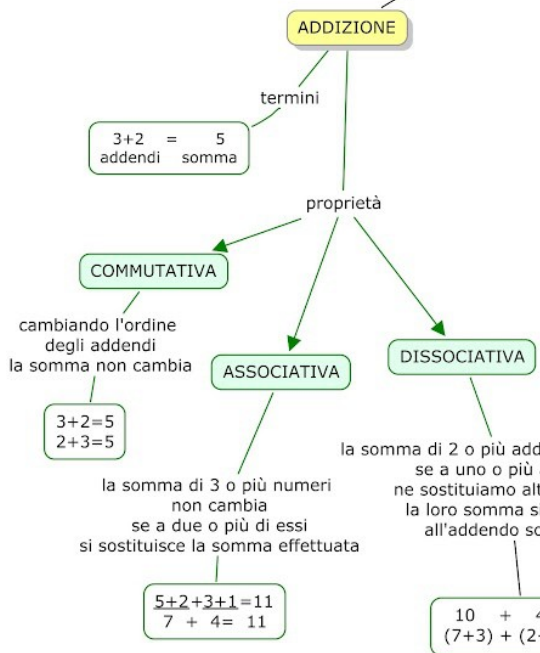 ADDIZIONE
termini
3+2 = 5
addendi somma
proprietà
COMMUTATIVA
cambiando l'ordine
degli addendi
la somma non cambia
3+2=5
2+3=5
ASSOCIATIVA
la somma di 3 o più numeri
non cambia
se a due o più di essi
si sostituisce la somma effettuata
5+2+3+1=11
7 + 4= 11
DISSOCIATIVA
la somma di 2 o più
se a uno o più
ne sostituiamo
la loro somma
all'addendo
10 + 4
(7+3) + (2